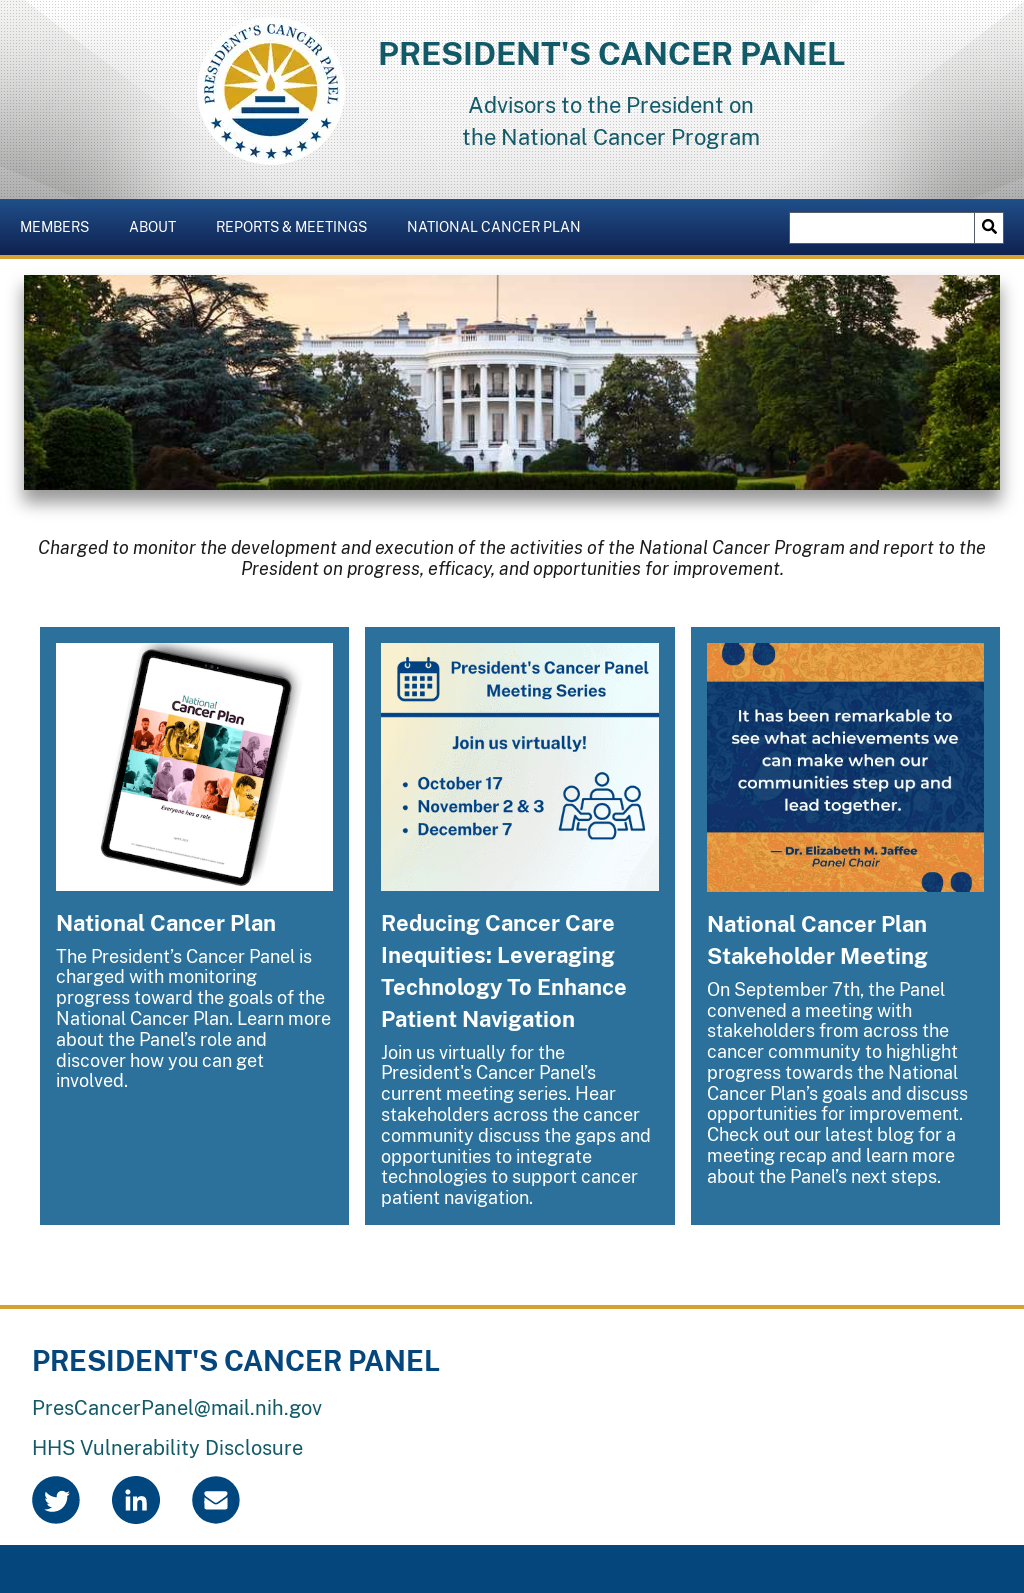 PRESIDENT'S CANCER PANEL
PRESIDENT'S CANCER PANEL
Advisors to the President on
the National Cancer Program
MEMBERS
ABOUT
REPORTS & MEETINGS
NATIONAL CANCER PLAN
Charged to monitor the development and execution of the activities of the National Cancer Program and report to the
President on progress, efficacy, and opportunities for improvement.
National
Cancer Plan
Everyone has a role.
National Cancer Plan
The President’s Cancer Panel is
charged with monitoring
progress toward the goals of the
National Cancer Plan. Learn more
about the Panel’s role and
discover how you can get
involved.
President's Cancer Panel
Meeting Series
Join us virtually!
• October 17
• November 2 & 3
• December 7
Reducing Cancer Care
Inequities: Leveraging
Technology To Enhance
Patient Navigation
Join us virtually for the
President's Cancer Panel’s
current meeting series. Hear
stakeholders across the cancer
community discuss the gaps and
opportunities to integrate
technologies to support cancer
patient navigation.
It has been remarkable to
see what achievements we
can make when our
communities step up and
lead together.
— Dr. Elizabeth M. Jaffee
Panel Chair
National Cancer Plan
Stakeholder Meeting
On September 7th, the Panel
convened a meeting with
stakeholders from across the
cancer community to highlight
progress towards the National
Cancer Plan’s goals and discuss
opportunities for improvement.
Check out our latest blog for a
meeting recap and learn more
about the Panel’s next steps.
PRESIDENT'S CANCER PANEL
PresCancerPanel@mail.nih.gov
HHS Vulnerability Disclosure
in